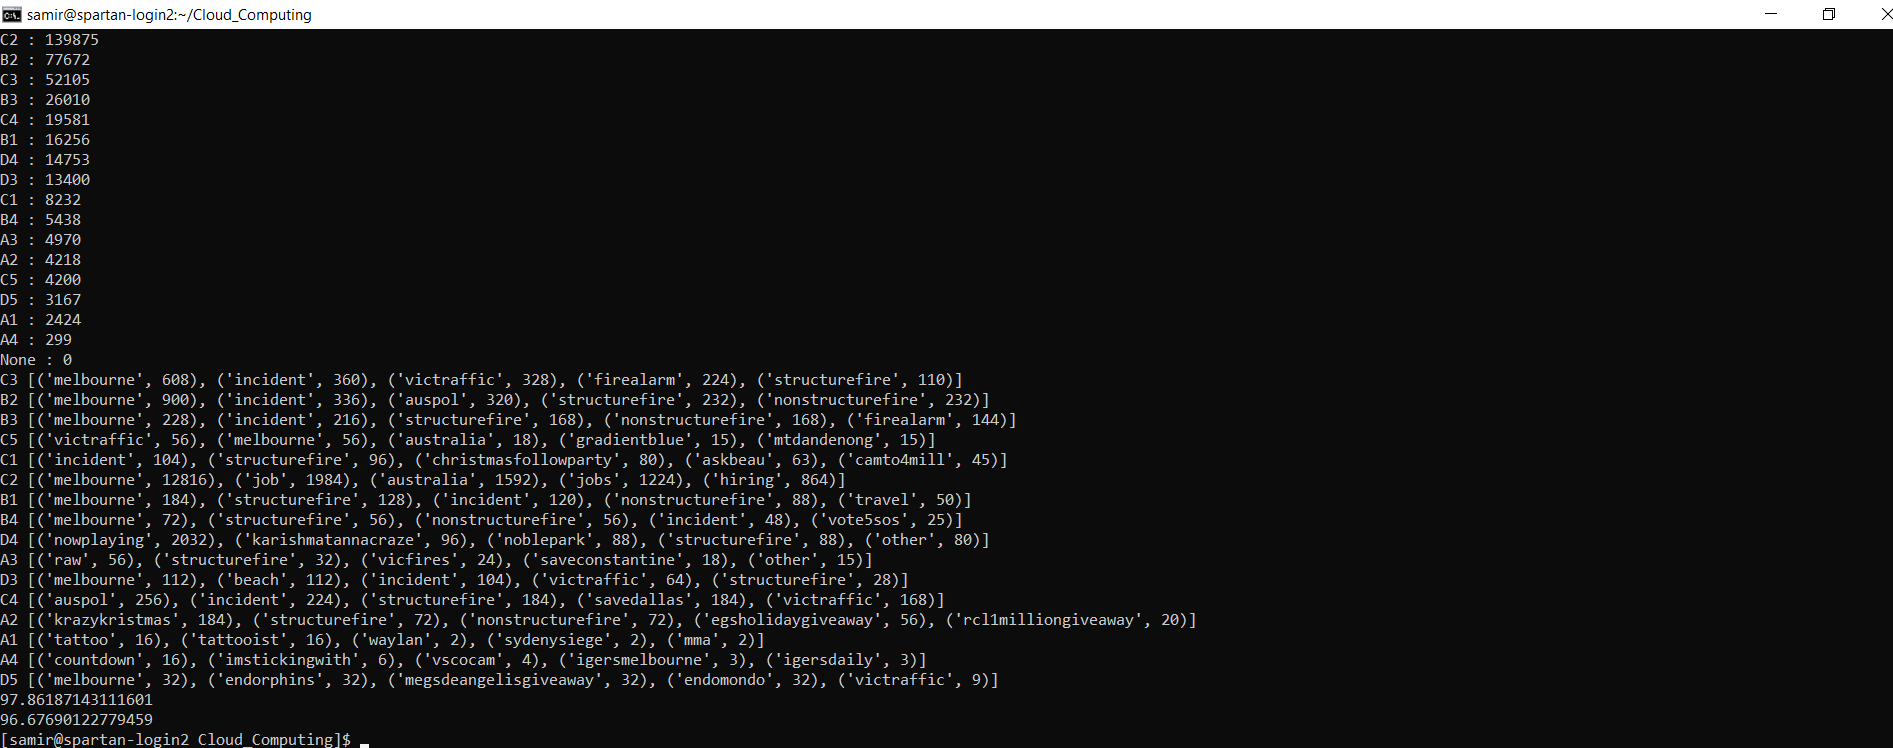 samir@spartan-login2:~/Cloud_Computing
C2 : 139875
B2 : 77672
C3 : 52105
B3 : 26010
C4 : 19581
B1 : 16256
D4 : 14753
D3 : 13400
C1 : 8232
B4 : 5438
A3 : 4970
A2 : 4218
C5 : 4200
D5 : 3167
A1 : 2424
A4 : 299
None : 0
C3 [('melbourne', 608), ('incident', 360), ('victraffic', 328), ('firealarm', 224), ('structurefire', 110)]
B2 [('melbourne', 900), ('incident', 336), ('auspol', 320), ('structurefire', 232), ('nonstructurefire', 232)]
B3 [('melbourne', 228), ('incident', 216), ('structurefire', 168), ('nonstructurefire', 168), ('firealarm', 144)]
C5 [('victraffic', 56), ('melbourne', 56), ('australia', 18), ('gradientblue', 15), ('mtdandenong', 15)]
C1 [('incident', 104), ('structurefire', 96), ('christmasfollowparty', 80), ('askbeau', 63), ('camto4mill', 45)]
C2 [('melbourne', 12816), ('job', 1984), ('australia', 1592), ('jobs', 1224), ('hiring', 864)]
B1 [('melbourne', 184), ('structurefire', 128), ('incident', 120), ('nonstructurefire', 88), ('travel', 50)]
B4 [('melbourne', 72), ('structurefire', 56), ('nonstructurefire', 56), ('incident', 48), ('vote5sos', 25)]
D4 [('nowplaying', 2032), ('karishmatannacraze', 96), ('noblepark', 88), ('structurefire', 88), ('other', 80)]
A3 [('raw', 56), ('structurefire', 32), ('vicfires', 24), ('saveconstantine', 18), ('other', 15)]
D3 [('melbourne', 112), ('beach', 112), ('incident', 104), ('victraffic', 64), ('structurefire', 28)]
C4 [('auspol', 256), ('incident', 224), ('structurefire', 184), ('savedallas', 184), ('victraffic', 168)]
A2 [('krazykristmas', 184), ('structurefire', 72), ('nonstructurefire', 72), ('egsholidaygiveaway', 56), ('rcl1milliongiveaway', 20)]
A1 [('tattoo', 16), ('tattooist', 16), ('waylan', 2), ('sydenysiege', 2), ('mma', 2)]
A4 [('countdown', 16), ('imstickingwith', 6), ('vscocam', 4), ('igersmelbourne', 3), ('igersdaily', 3)]
D5 [('melbourne', 32), ('endorphins', 32), ('megsdeangelisgiveaway', 32), ('endomondo', 32), ('victraffic', 9)]
97.86187143111601
96.67690122779459
[samir@spartan-login2 Cloud_Computing]$